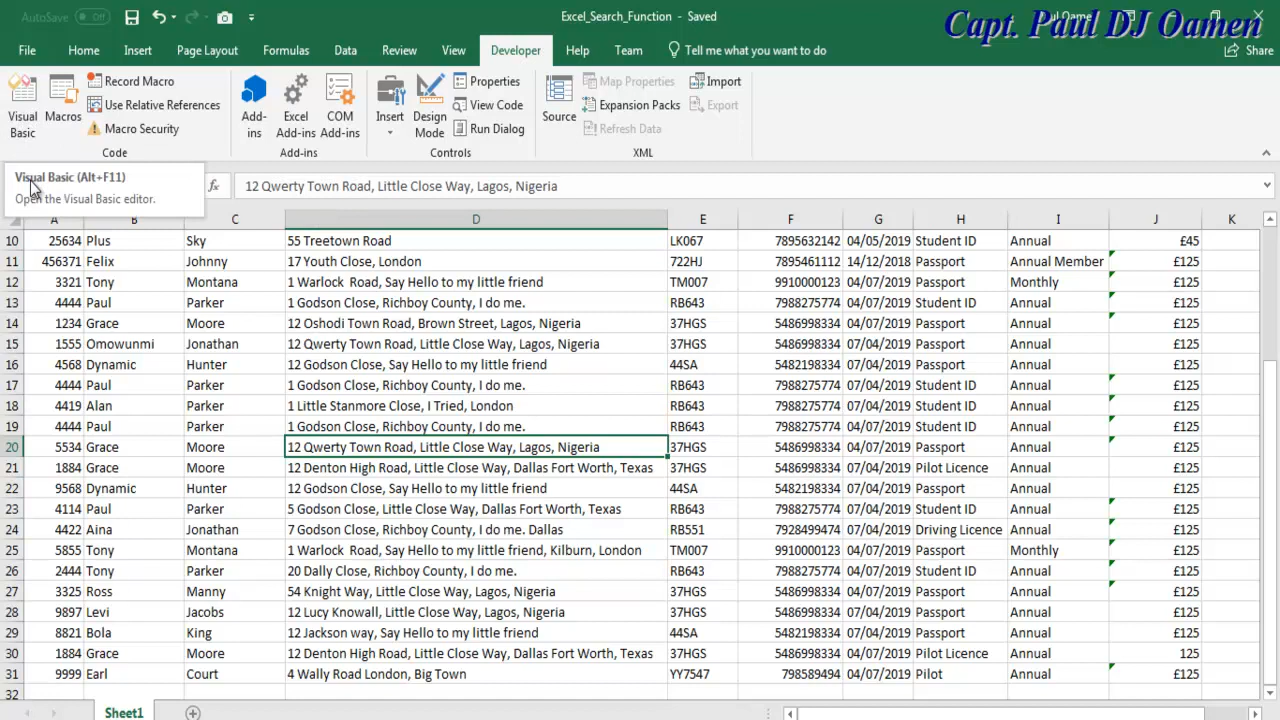 AutoSave Off Excel_Search_Function - Saved
Capt. Paul DJ Oamen
File Home Insert Page Layout Formulas Data Review View Developer Help Team Tell me what you want to do Share
Visual Basic Macros Record Macro Use Relative References Macro Security Code
Add-ins Excel Add-ins COM Add-ins Add-ins
Insert Design Mode Properties View Code Run Dialog Controls
Source Map Properties Expansion Packs Refresh Data Import Export XML
Visual Basic (Alt+F11)
Open the Visual Basic editor.
fx 12 Qwerty Town Road, Little Close Way, Lagos, Nigeria
A B C D E F G H I J K
10 25634 Plus Sky 55 Treetown Road LK067 7895632142 04/05/2019 Student ID Annual £45
11 456371 Felix Johnny 17 Youth Close, London 722HJ 7895461112 14/12/2018 Passport Annual Member £125
12 3321 Tony Montana 1 Warlock Road, Say Hello to my little friend TM007 9910000123 04/07/2019 Passport Monthly £125
13 4444 Paul Parker 1 Godson Close, Richboy County, I do me. RB643 7988275774 04/07/2019 Student ID Annual £125
14 1234 Grace Moore 12 Oshodi Town Road, Brown Street, Lagos, Nigeria 37HGS 5486998334 04/07/2019 Passport Annual £125
15 1555 Omowunmi Jonathan 12 Qwerty Town Road, Little Close Way, Lagos, Nigeria 37HGS 5486998334 04/07/2019 Passport Annual £125
16 4568 Dynamic Hunter 12 Godson Close, Say Hello to my little friend 44SA 5482198334 07/04/2019 Passport Annual £125
17 4444 Paul Parker 1 Godson Close, Richboy County, I do me. RB643 7988275774 07/04/2019 Student ID Annual £125
18 4419 Alan Parker 1 Little Stanmore Close, I Tried, London RB643 7988275774 07/04/2019 Student ID Annual £125
19 4444 Paul Parker 1 Godson Close, Richboy County, I do me. RB643 7988275774 04/07/2019 Student ID Annual £125
20 5534 Grace Moore 12 Qwerty Town Road, Little Close Way, Lagos, Nigeria 37HGS 5486998334 04/07/2019 Passport Annual £125
21 1884 Grace Moore 12 Denton High Road, Little Close Way, Dallas Fort Worth, Texas 37HGS 5486998334 07/04/2019 Pilot Licence Annual £125
22 9568 Dynamic Hunter 12 Godson Close, Say Hello to my little friend 44SA 5482198334 07/04/2019 Passport Annual £125
23 4114 Paul Parker 5 Godson Close, Little Close Way, Dallas Fort Worth, Texas RB643 7988275774 07/04/2019 Student ID Annual £125
24 4422 Aina Jonathan 7 Godson Close, Richboy County, I do me. Dallas RB551 7928499474 07/04/2019 Driving Licence Annual £125
25 5855 Tony Montana 1 Warlock Road, Say Hello to my little friend, Kilburn, London TM007 9910000123 04/07/2019 Passport Monthly £125
26 2444 Tony Parker 20 Dally Close, Richboy County, I do me. RB643 7988275774 04/07/2019 Student ID Annual £125
27 3325 Ross Manny 54 Knight Way, Little Close Way, Lagos, Nigeria 37HGS 5486998334 04/07/2019 Passport Annual £125
28 9897 Levi Jacobs 12 Lucy Knowall, Little Close Way, Lagos, Nigeria 37HGS 5486998334 04/07/2019 Passport Annual £125
29 8821 Bola King 12 Jackson way, Say Hello to my little friend 44SA 5482198334 07/04/2019 Passport Annual £125
30 1884 Grace Moore 12 Denton High Road, Little Close Way, Dallas Fort Worth, Texas 37HGS 5486998334 07/04/2019 Pilot Licence Annual 125
31 9999 Earl Court 4 Wally Road London, Big Town YY7547 798589494 07/04/2019 Pilot Annual £125
32
Sheet1